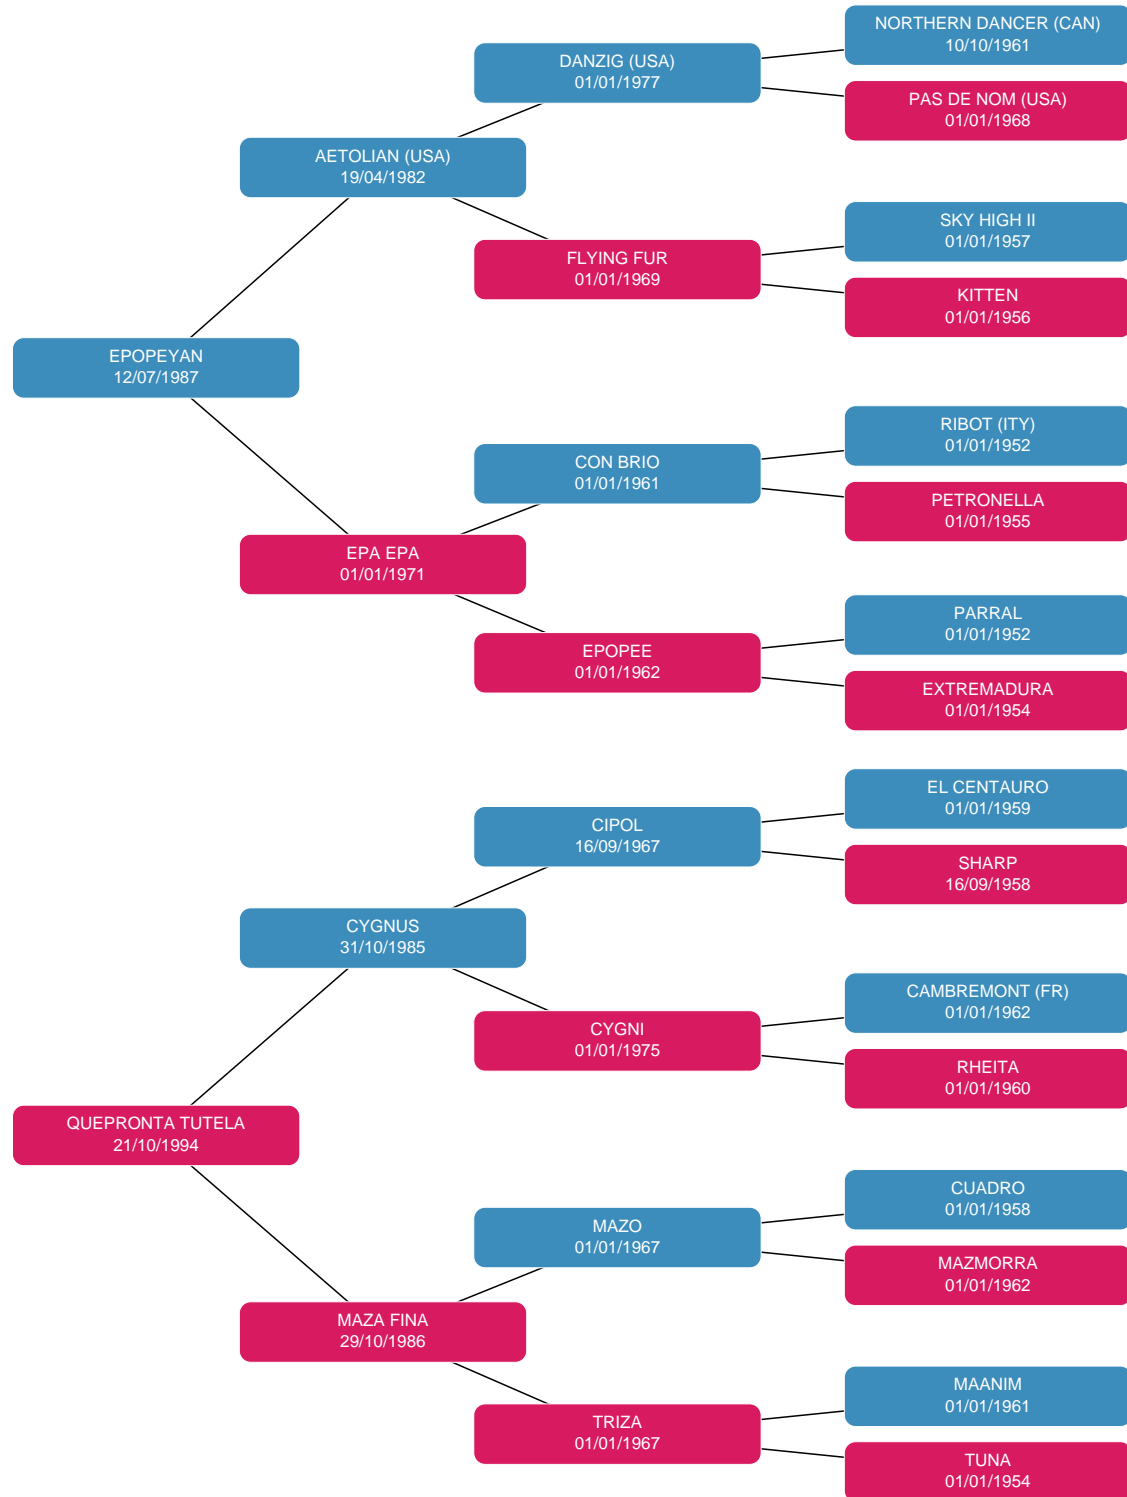 NORTHERN DANCER (CAN)
10/10/1961
DANZIG (USA)
01/01/1977
PAS DE NOM (USA)
01/01/1968
AETOLIAN (USA)
19/04/1982
SKY HIGH II
01/01/1957
FLYING FUR
01/01/1969
KITTEN
01/01/1956
EPOPEYAN
12/07/1987
RIBOT (ITY)
01/01/1952
CON BRIO
01/01/1961
PETRONELLA
01/01/1955
EPA EPA
01/01/1971
PARRAL
01/01/1952
EPOPEE
01/01/1962
EXTREMADURA
01/01/1954
EL CENTAURO
01/01/1959
CIPOL
16/09/1967
SHARP
16/09/1958
CYGNUS
31/10/1985
CAMBREMONT (FR)
01/01/1962
CYGNI
01/01/1975
RHEITA
01/01/1960
QUEPRONTA TUTELA
21/10/1994
CUADRO
01/01/1958
MAZO
01/01/1967
MAZMORRA
01/01/1962
MAZA FINA
29/10/1986
MAANIM
01/01/1961
TRIZA
01/01/1967
TUNA
01/01/1954